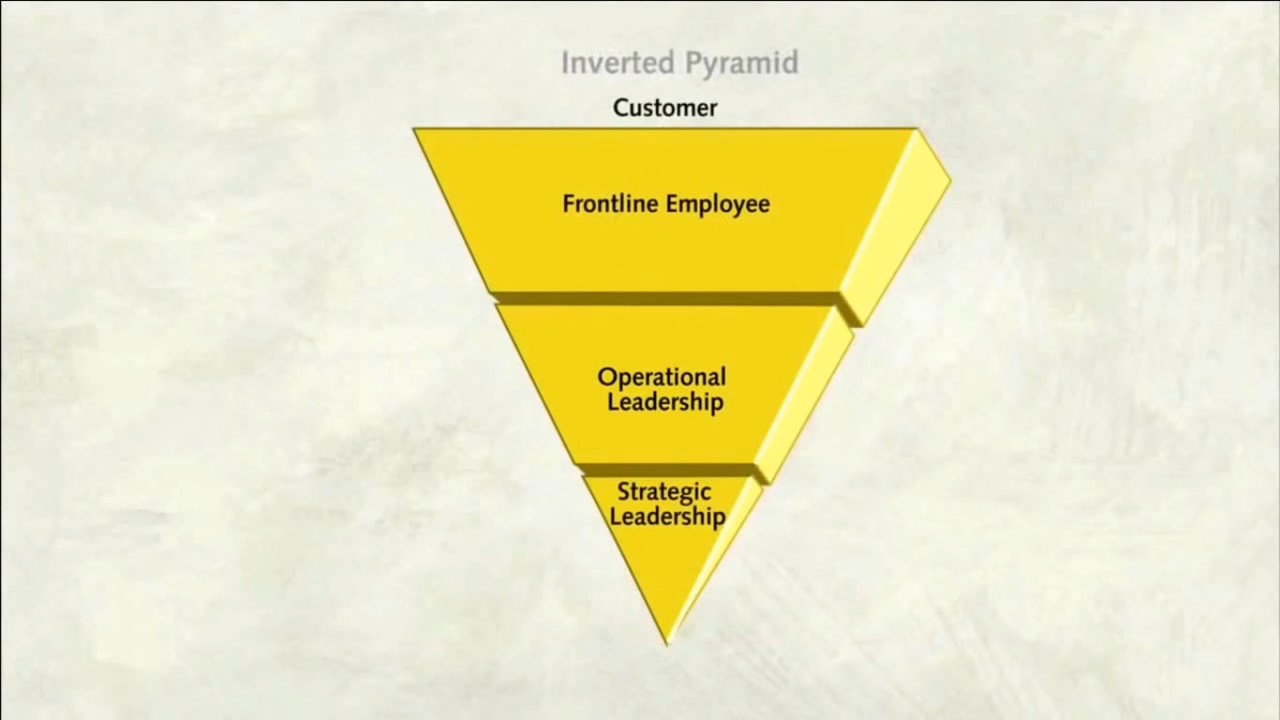 Inverted Pyramid
Customer
Frontline Employee
Operational
Leadership
Strategic
Leadership